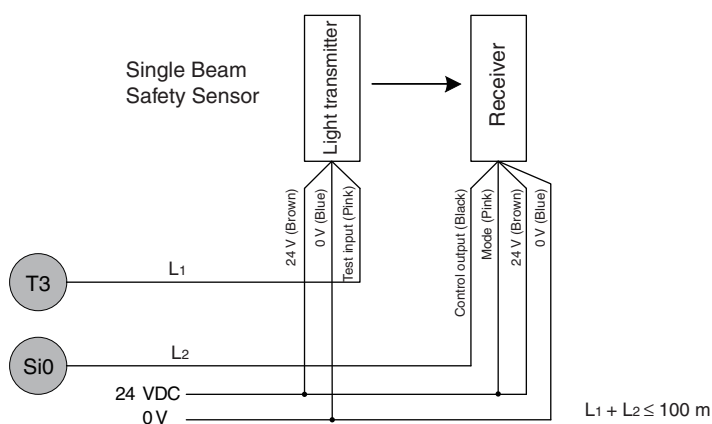 Single Beam
Safety Sensor
Light transmitter
Receiver
24 V (Brown)
0 V (Blue)
Test input (Pink)
Control output (Black)
Mode (Pink)
24 V (Brown)
0 V (Blue)
T3
L1
Si0
L2
24 VDC
0 V
L1 + L2 ≤ 100 m